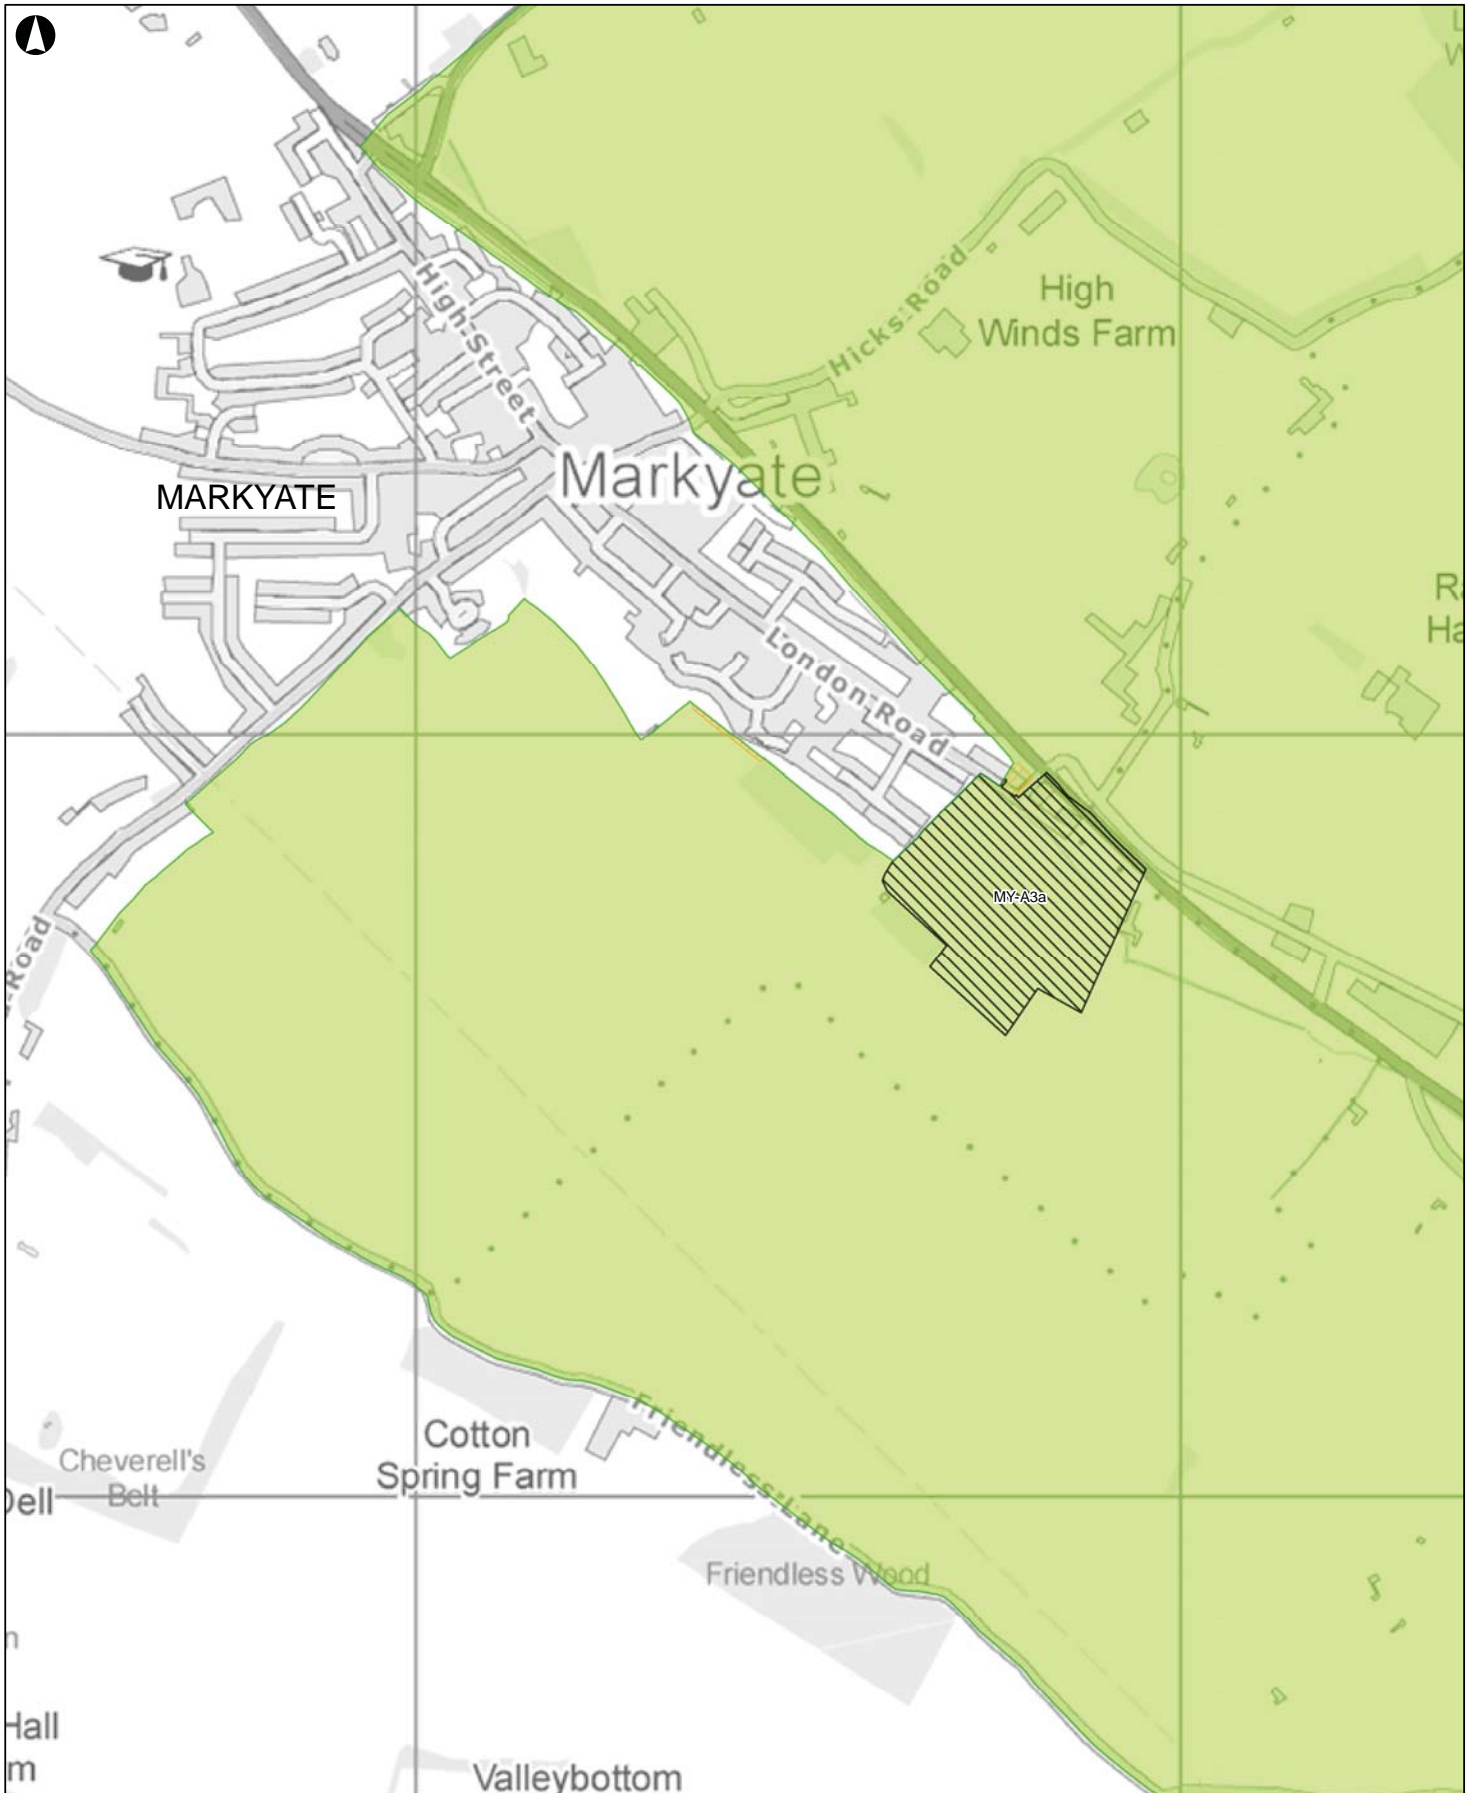 High
Winds Farm
Hicks Road
High Street
Markyate
MARKYATE
London Road
MY-A3a
Road
Cotton
Spring Farm
Cheverell's
Belt
Dell
Friendless Lane
Friendless Wood
Hall
Valleybottom